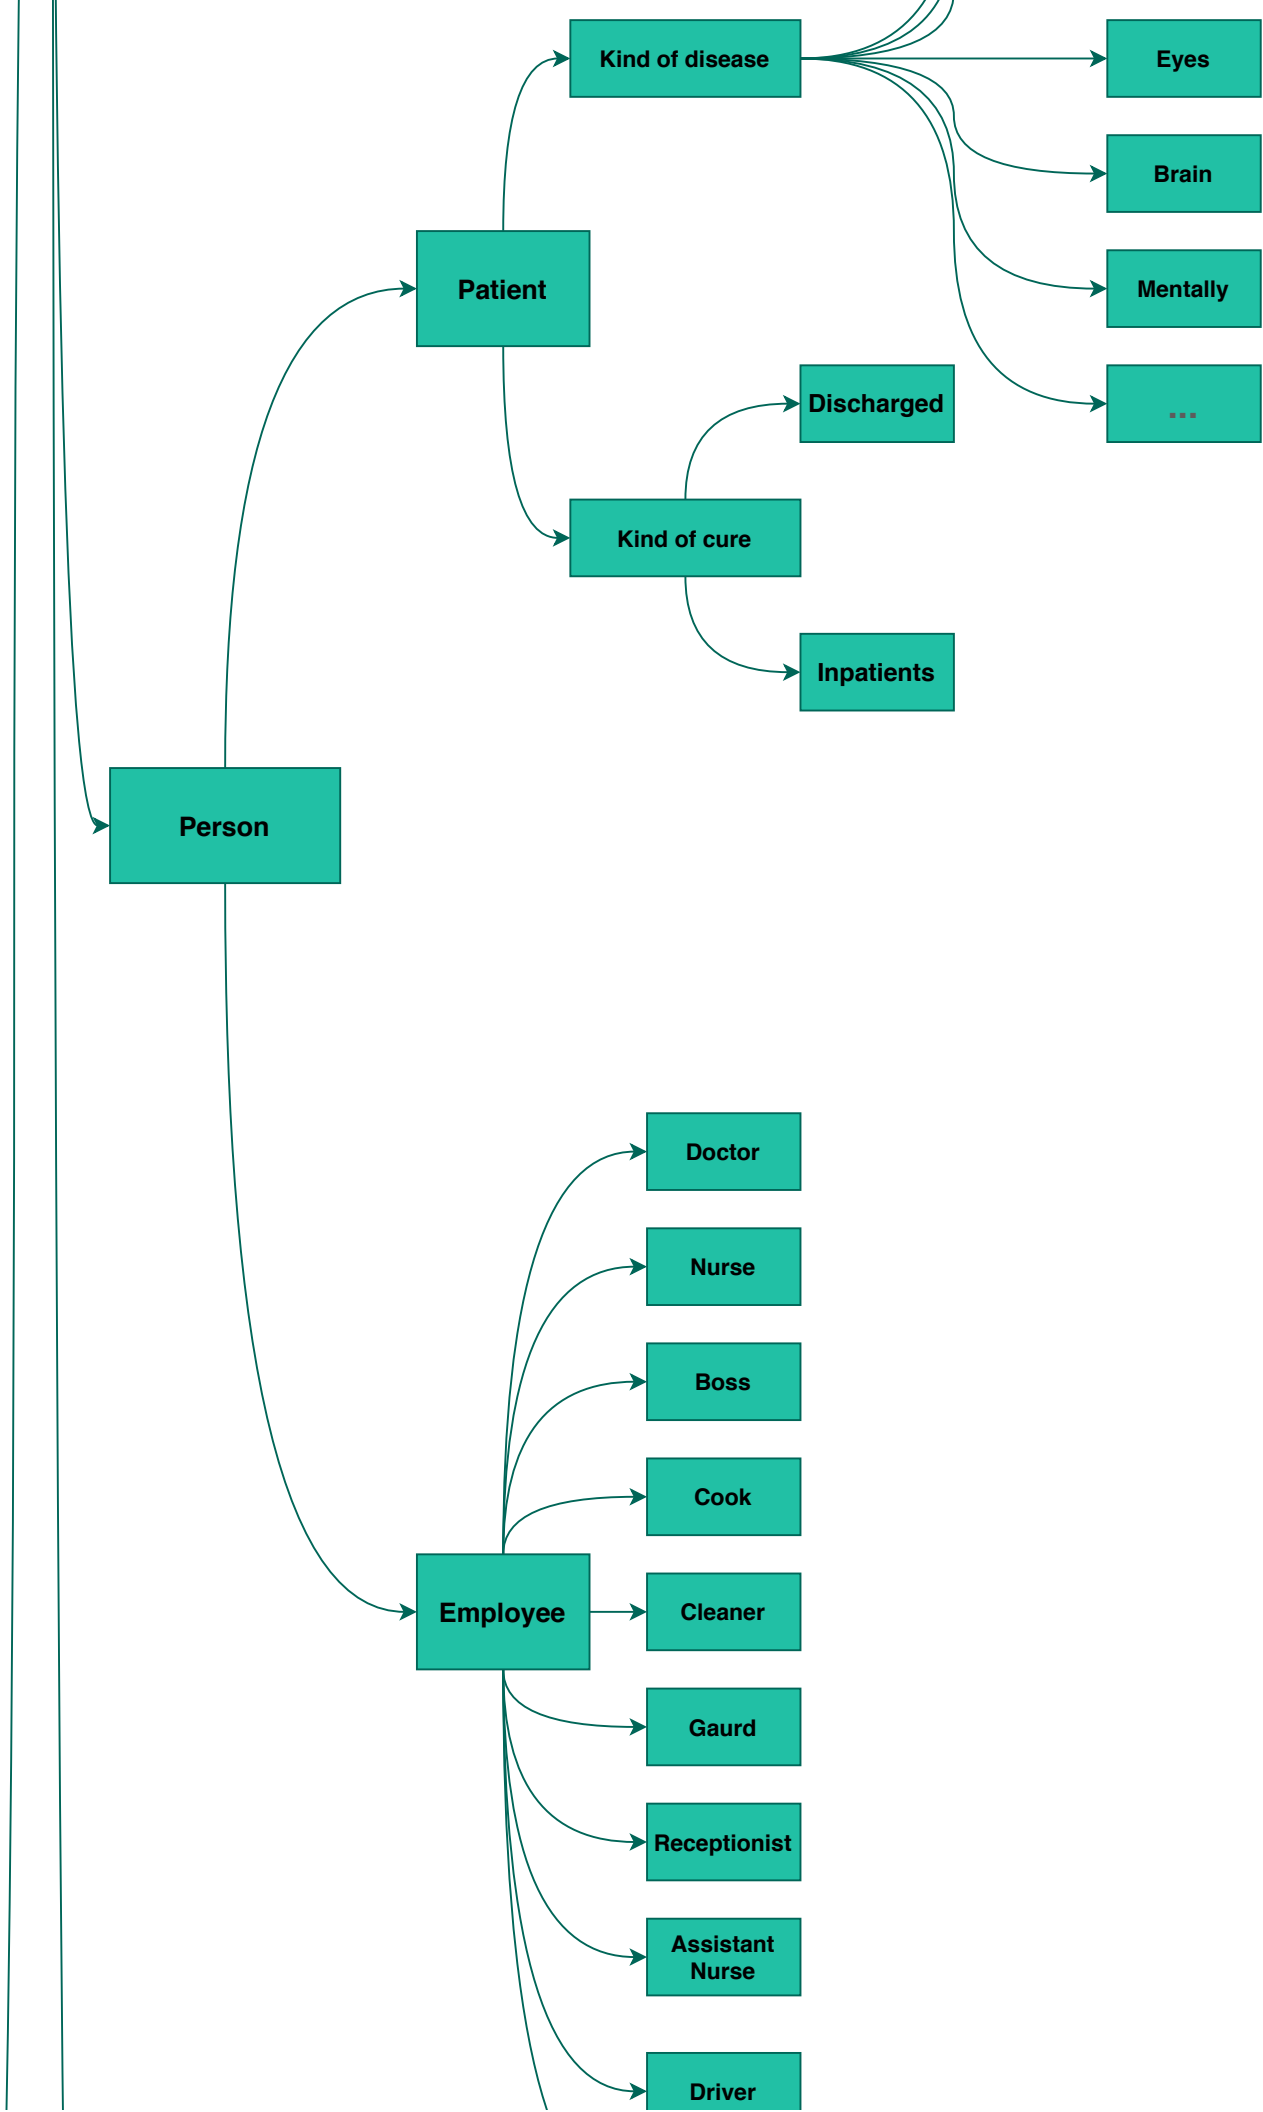 Kind of disease
Eyes
Brain
Patient
Mentally
Discharged
...
Kind of cure
Inpatients
Person
Doctor
Nurse
Boss
Cook
Employee
Cleaner
Gaurd
Receptionist
Assistant
Nurse
Driver